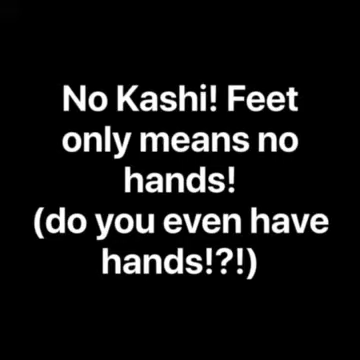 No Kashi! Feet
only means no
hands!
(do you even have
hands!?!)